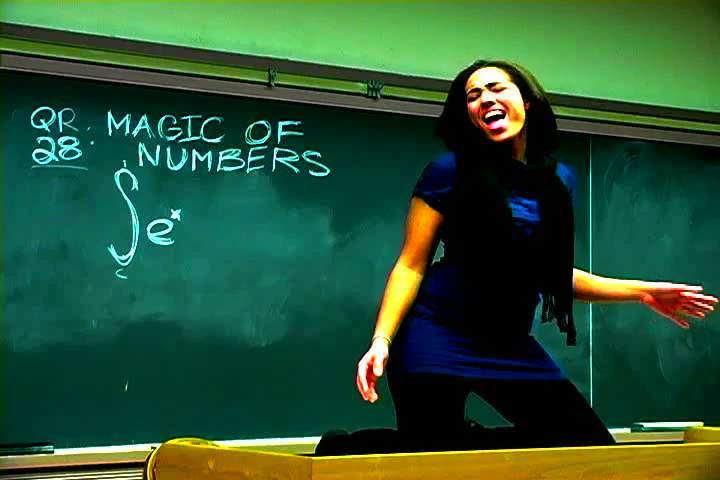 QR. MAGIC OF
28. NUMBERS
∫ eˣ